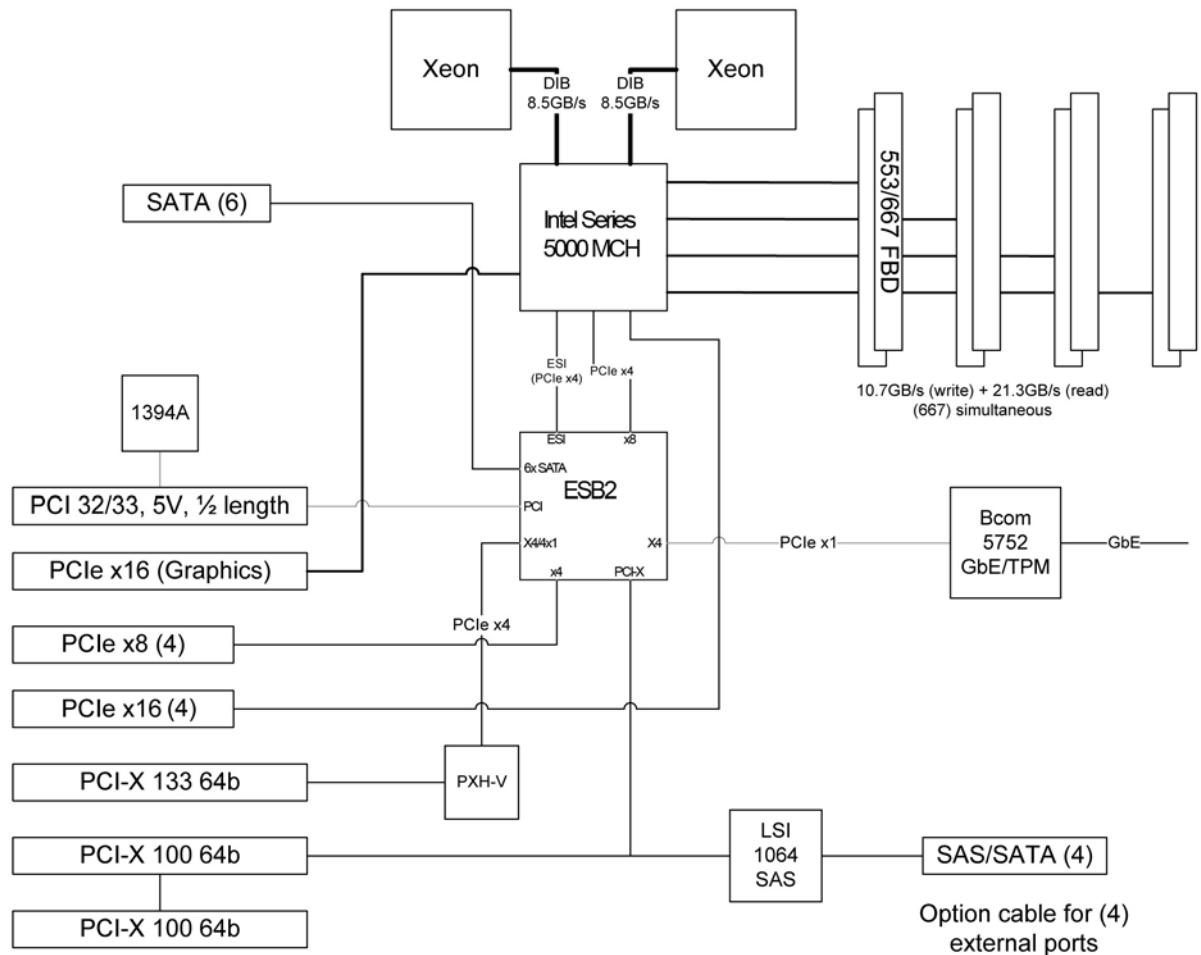 Xeon
DIB
8.5GB/s
DIB
8.5GB/s
Xeon
SATA (6)
Intel Series
5000 MCH
553/667 FBD
ESI
(PCIe x4)
PCIe x4
10.7GB/s (write) + 21.3GB/s (read)
(667) simultaneous
1394A
ESI
x8
6xSATA
ESB2
PCI 32/33, 5V, ½ length
PCI
X4/4x1
X4
PCIe x1
Bcom
5752
GbE/TPM
GbE
PCIe x16 (Graphics)
x4
PCI-X
PCIe x4
PCIe x8 (4)
PCIe x16 (4)
PCI-X 133 64b
PXH-V
PCI-X 100 64b
LSI
1064
SAS
SAS/SATA (4)
PCI-X 100 64b
Option cable for (4)
external ports